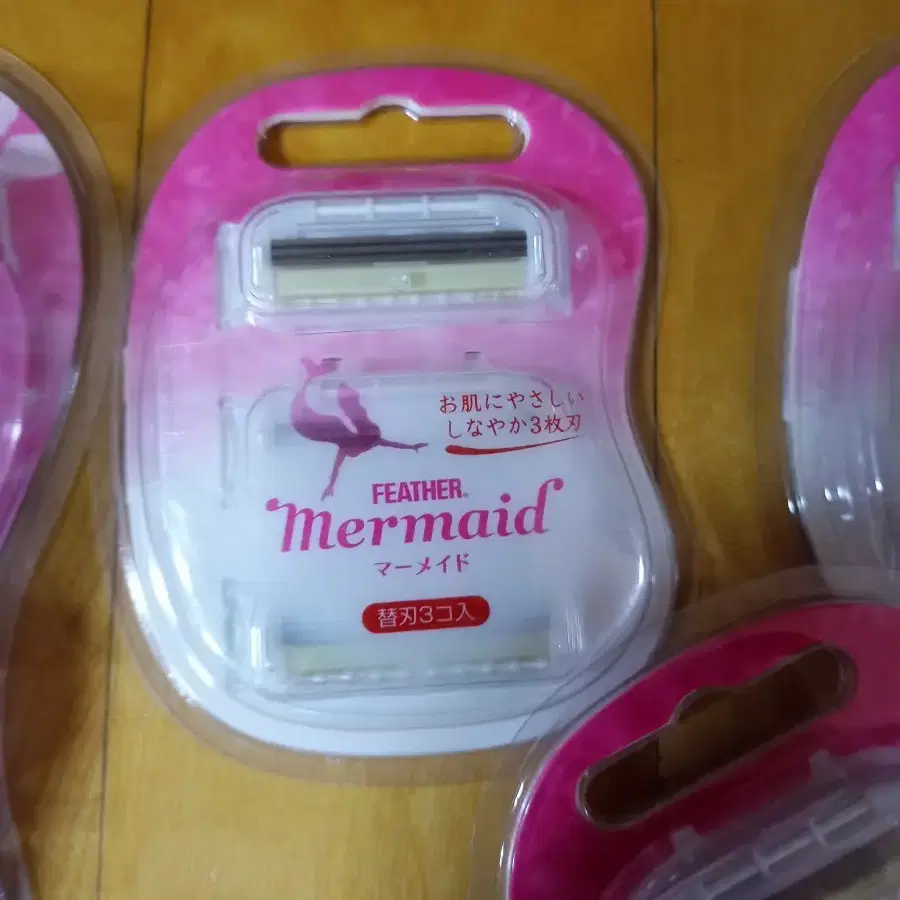 お肌にやさしい
しなやか3枚刃
FEATHER®
mermaid
マーメイド
替刃3コ入